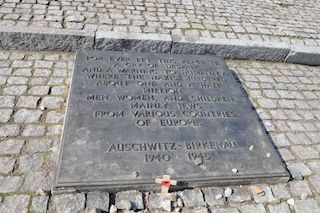 FOR EVER LET THIS PLACE BE
A CRY OF DESPAIR
AND A WARNING TO HUMANITY,
WHERE THE NAZIS MURDERED
ABOUT ONE AND A HALF
MILLION
MEN, WOMEN, AND CHILDREN,
MAINLY JEWS
FROM VARIOUS COUNTRIES
OF EUROPE.
AUSCHWITZ - BIRKENAU
1940 - 1945